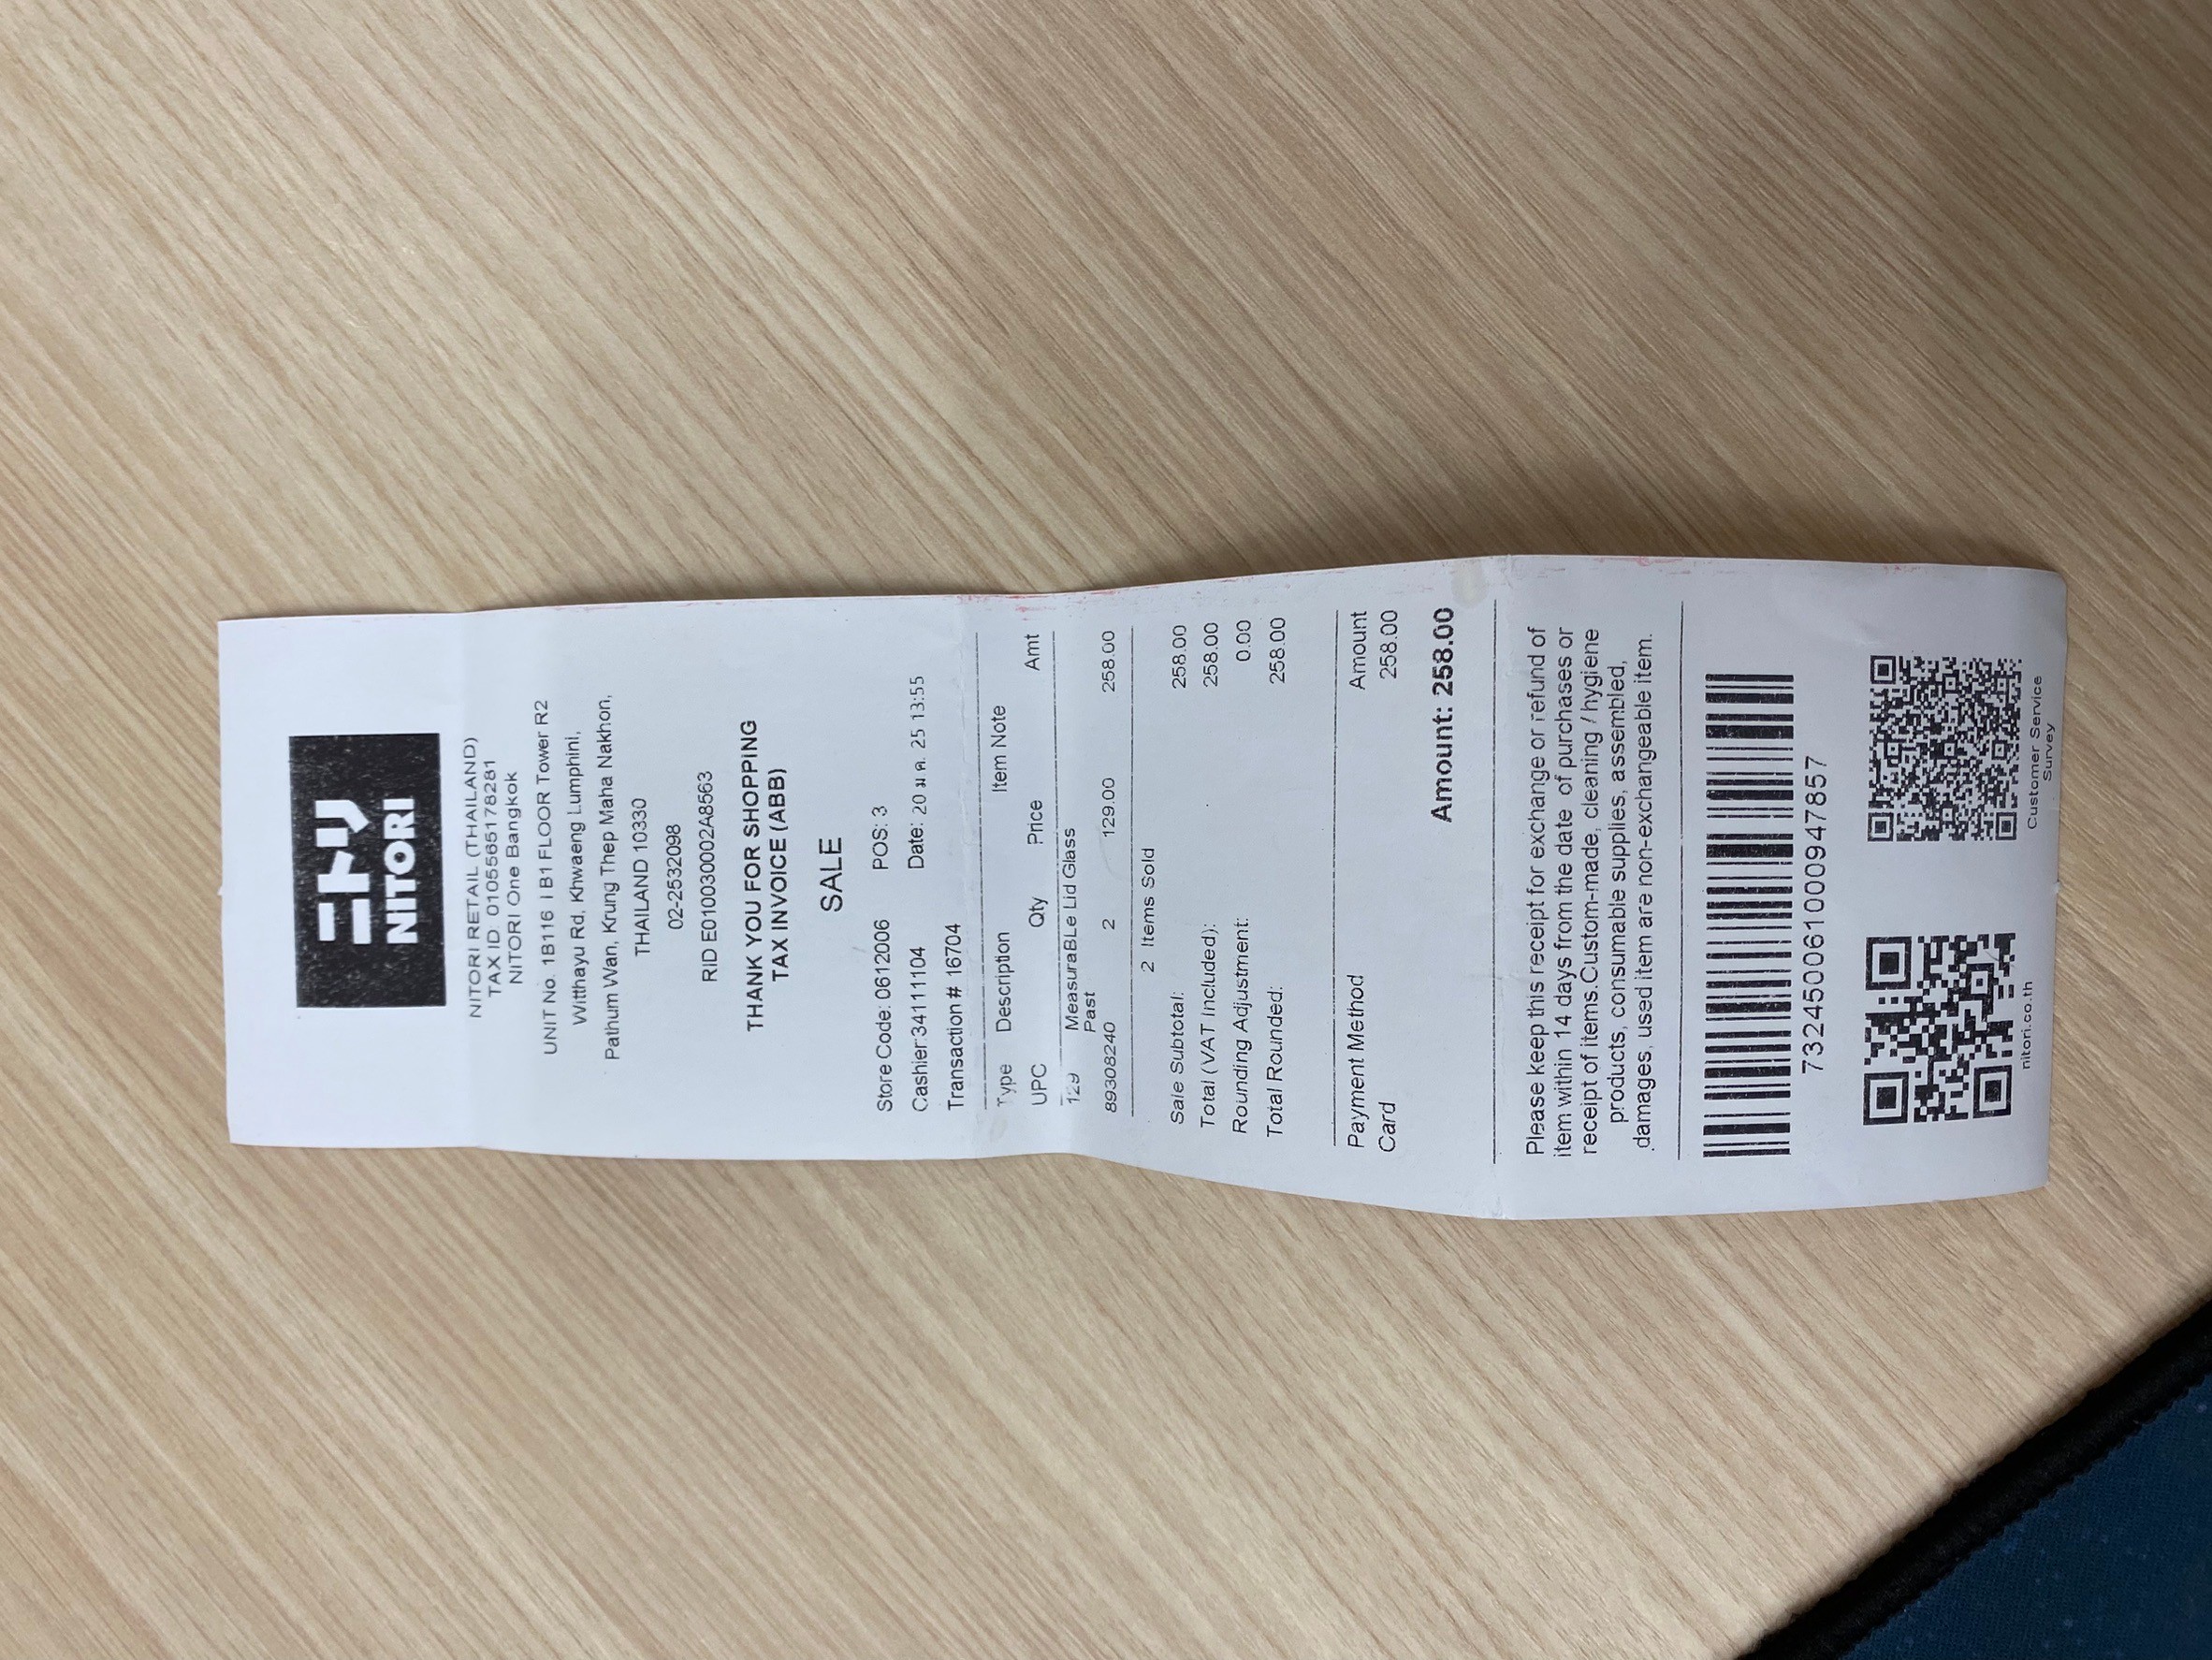 ニトリ
NITORI
NITORI RETAIL (THAILAND)
TAX ID: 0105565178281
NITORI One Bangkok
UNIT No. 1B116 I B1 FLOOR Tower R2
Witthayu Rd, Khwaeng Lumphini,
Pathum Wan, Krung Thep Maha Nakhon,
THAILAND 10330
02-2532098
RID E010030002A8563
THANK YOU FOR SHOPPING
TAX INVOICE (ABB)
SALE
Store Code: 0612006 POS: 3
Cashier:34111104 Date: 20 ม.ค. 25 13:55
Transaction # 16704
Type Description Item Note
UPC Qty Price Amt
129 MeasuraBLe Lid Glass
Past
89308240 2 129.00 258.00
2 Items Sold
Sale Subtotal: 258.00
Total (VAT Included): 258.00
Rounding Adjustment: 0.00
Total Rounded: 258.00
Payment Method Amount
Card 258.00
Amount: 258.00
Please keep this receipt for exchange or refund of
item within 14 days from the date of purchases or
receipt of items.Custom-made, cleaning / hygiene
products, consumable supplies, assembled,
damages, used item are non-exchangeable item.
732450061000947857
nitori.co.th
Customer Service
Survey